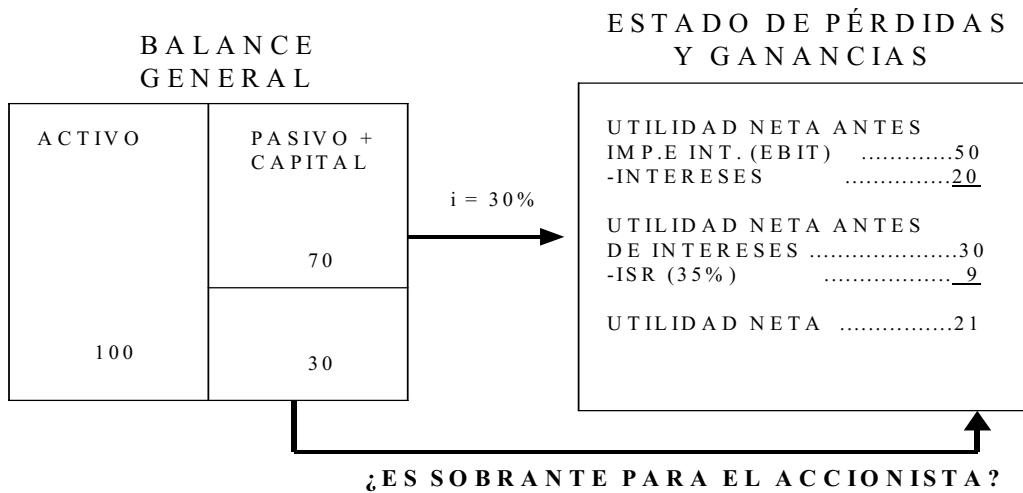 BALANCE
GENERAL
ACTIVO
100
PASIVO +
CAPITAL
70
30
i = 30%
ESTADO DE PÉRDIDAS
Y GANANCIAS
UTILIDAD NETA ANTES
IMP.E INT. (EBIT) .............50
-INTERESES ...............20
UTILIDAD NETA ANTES
DE INTERESES .....................30
-ISR (35%) .................. 9
UTILIDAD NETA ................21
¿ES SOBRANTE PARA EL ACCIONISTA?